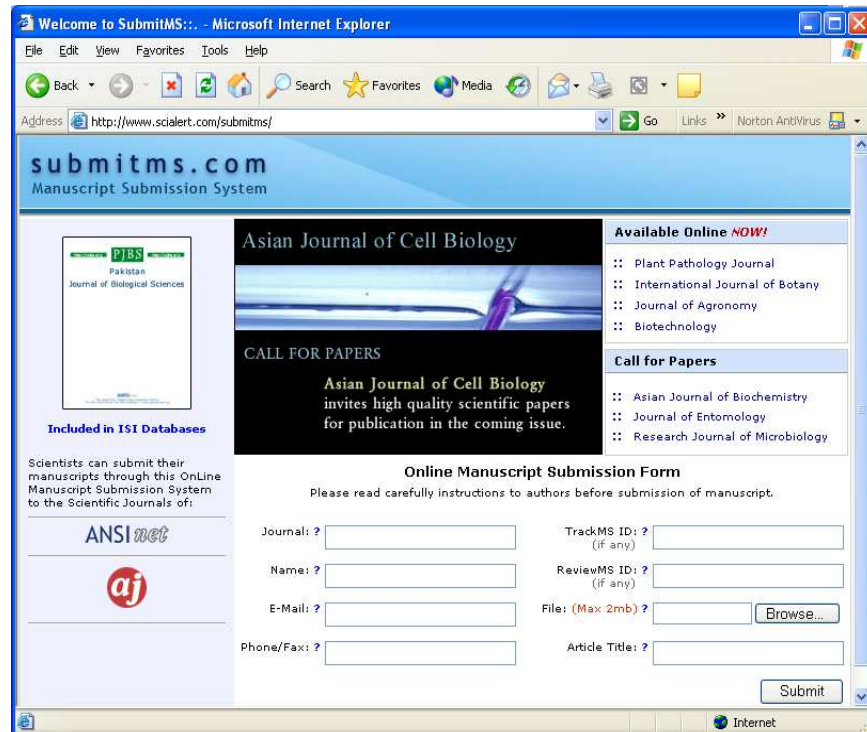 Welcome to SubmitMS::. - Microsoft Internet Explorer
File Edit View Favorites Tools Help
Back Search Favorites Media
Address http://www.scialert.com/submitms/ Go Links » Norton AntiVirus
submitms.com
Manuscript Submission System
PJBS
Pakistan
Journal of Biological Sciences
Included in ISI Databases
Scientists can submit their
manuscripts through this OnLine
Manuscript Submission System
to the Scientific Journals of:
ANSInet
aj
Asian Journal of Cell Biology
CALL FOR PAPERS
Asian Journal of Cell Biology
invites high quality scientific papers
for publication in the coming issue.
Available Online NOW!
:: Plant Pathology Journal
:: International Journal of Botany
:: Journal of Agronomy
:: Biotechnology
Call for Papers
:: Asian Journal of Biochemistry
:: Journal of Entomology
:: Research Journal of Microbiology
Online Manuscript Submission Form
Please read carefully instructions to authors before submission of manuscript.
Journal: ? TrackMS ID: ?
(if any)
Name: ? ReviewMS ID: ?
(if any)
E-Mail: ? File: (Max 2mb) ? Browse...
Phone/Fax: ? Article Title: ?
Submit
Internet